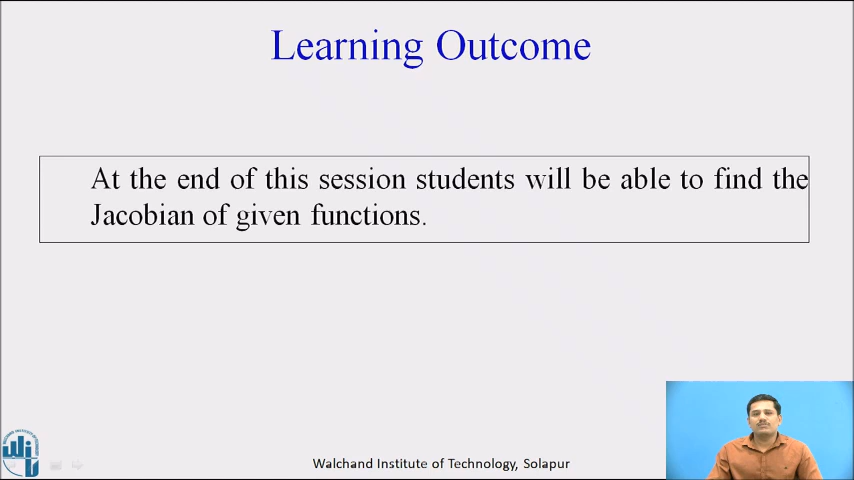 Learning Outcome
At the end of this session students will be able to find the
Jacobian of given functions.
Walchand Institute of Technology, Solapur